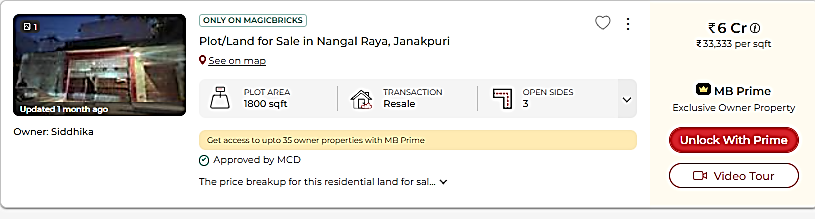 1
Updated 1 month ago
Owner: Siddhika
ONLY ON MAGICBRICKS
Plot/Land for Sale in Nangal Raya, Janakpuri
See on map
PLOT AREA
1800 sqft
TRANSACTION
Resale
OPEN SIDES
3
Get access to upto 35 owner properties with MB Prime
Approved by MCD
The price breakup for this residential land for sal...
₹6 Cr
₹33,333 per sqft
MB Prime
Exclusive Owner Property
Unlock With Prime
Video Tour